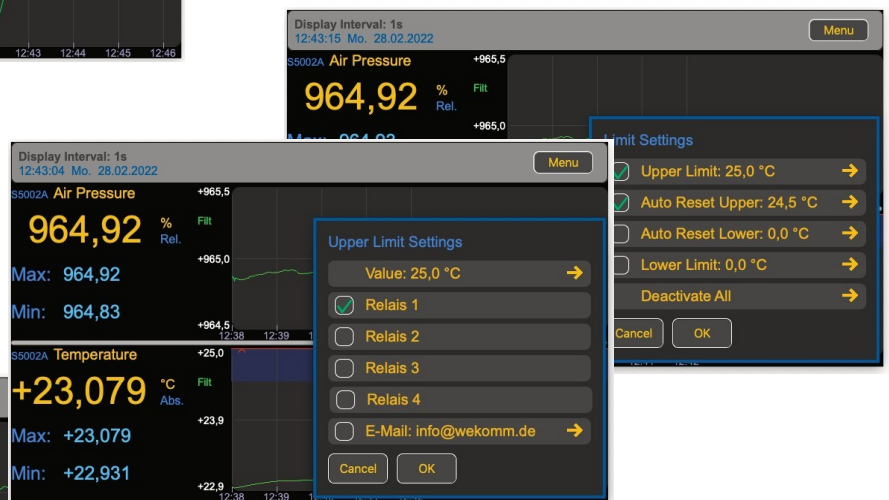 12:43 12:44 12:45 12:46
Display Interval: 1s
12:43:15 Mo. 28.02.2022
Menu
S5002A Air Pressure
+965,5
964,92
%
Rel.
Filt
+965,0
Limit Settings
Upper Limit: 25,0 °C
Auto Reset Upper: 24,5 °C
Auto Reset Lower: 0,0 °C
Lower Limit: 0,0 °C
Deactivate All
Cancel
OK
Display Interval: 1s
12:43:04 Mo. 28.02.2022
Menu
S5002A Air Pressure
+965,5
964,92
%
Rel.
Filt
+965,0
Max: 964,92
Min: 964,83
+964,5
12:38 12:39
Upper Limit Settings
Value: 25,0 °C
Relais 1
Relais 2
Relais 3
Relais 4
E-Mail: info@wekomm.de
Cancel
OK
S5002A Temperature
+25,0
+23,079
°C
Abs.
Filt
+23,9
Max: +23,079
Min: +22,931
+22,9
12:38 12:39